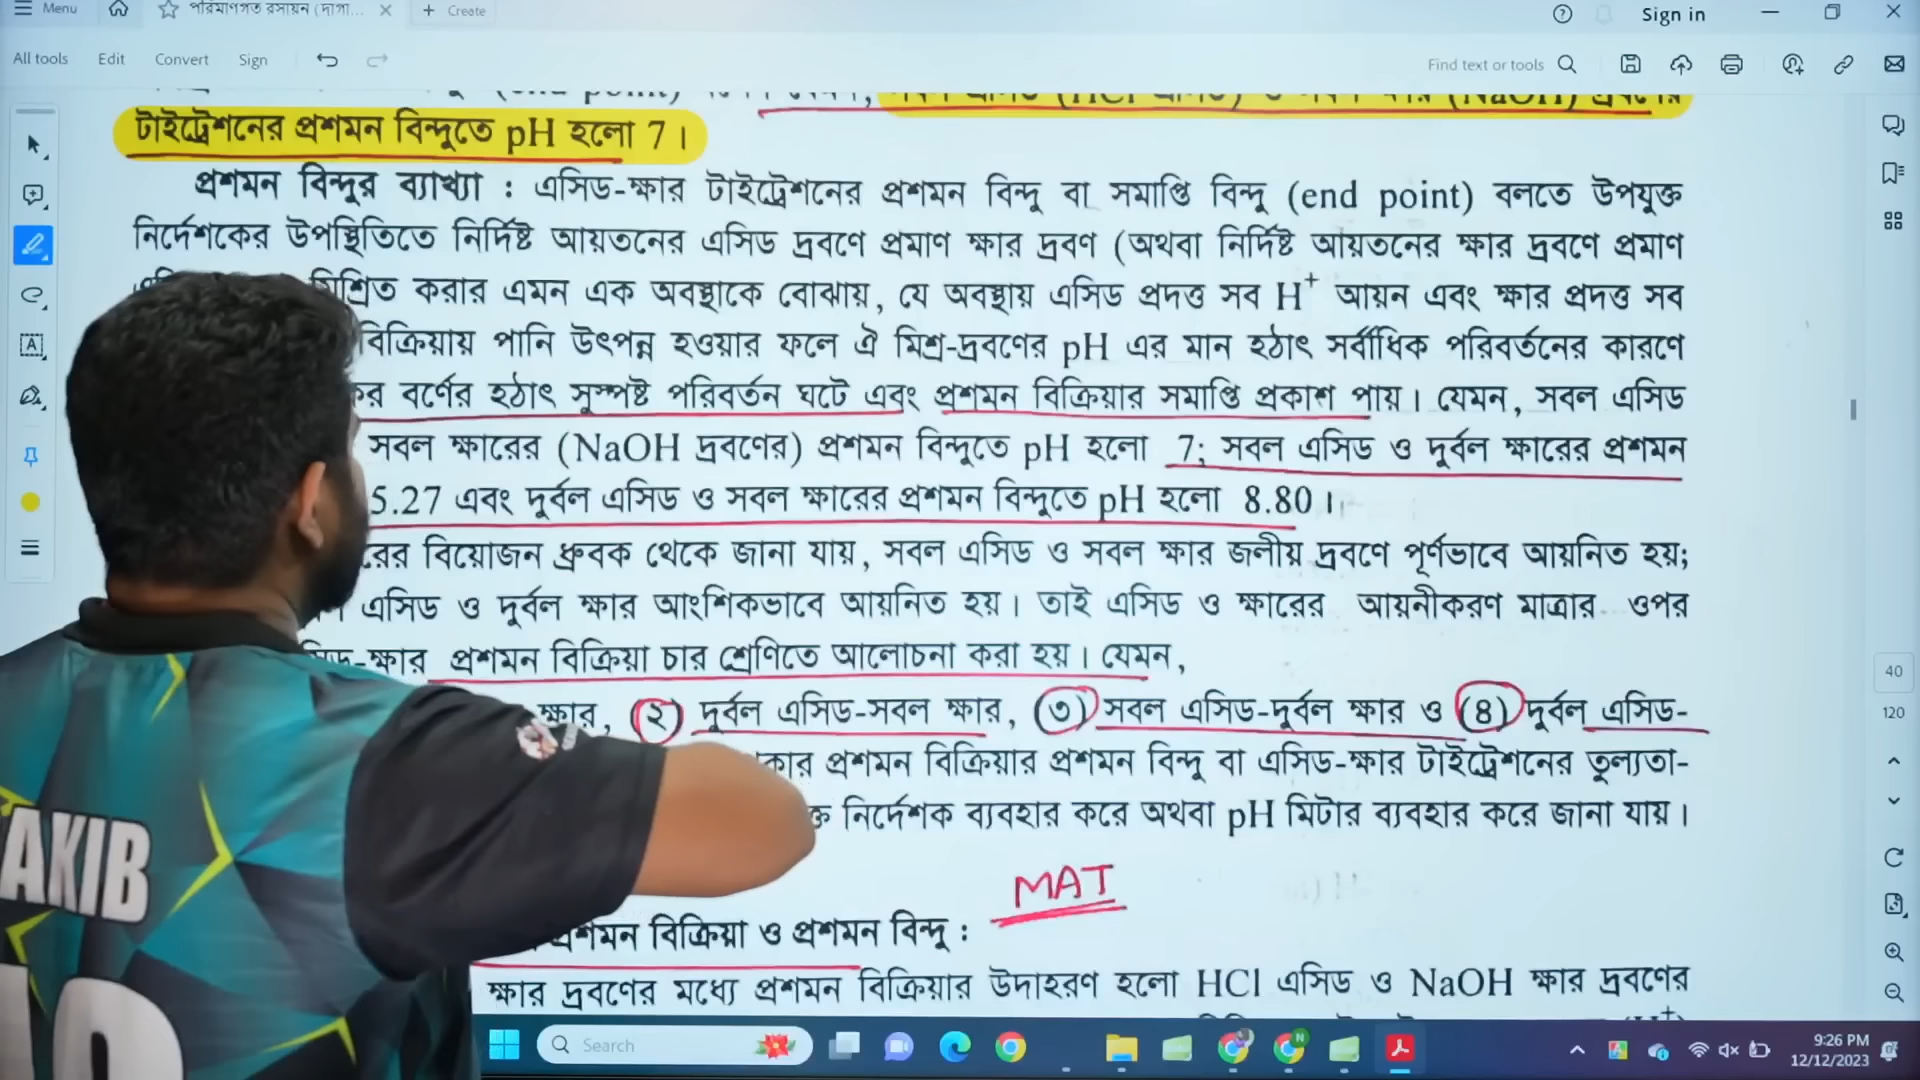 Menu
পরিমাণগত রসায়ন (দাগা...
Create
Sign in
All tools Edit Convert Sign
Find text or tools
(end point)
টাইট্রেশনের প্রশমন বিন্দুতে pH হলো 7।
প্রশমন বিন্দুর ব্যাখ্যা : এসিড-ক্ষার টাইট্রেশনের প্রশমন বিন্দু বা সমাপ্তি বিন্দু (end point) বলতে উপযুক্ত
নির্দেশকের উপস্থিতিতে নির্দিষ্ট আয়তনের এসিড দ্রবণে প্রমাণ ক্ষার দ্রবণ (অথবা নির্দিষ্ট আয়তনের ক্ষার দ্রবণে প্রমাণ
মিশ্রিত করার এমন এক অবস্থাকে বোঝায়, যে অবস্থায় এসিড প্রদত্ত সব H⁺ আয়ন এবং ক্ষার প্রদত্ত সব
বিক্রিয়ায় পানি উৎপন্ন হওয়ার ফলে ঐ মিশ্র-দ্রবণের pH এর মান হঠাৎ সর্বাধিক পরিবর্তনের কারণে
বর্ণের হঠাৎ সুস্পষ্ট পরিবর্তন ঘটে এবং প্রশমন বিক্রিয়ার সমাপ্তি প্রকাশ পায়। যেমন, সবল এসিড
সবল ক্ষারের (NaOH দ্রবণের) প্রশমন বিন্দুতে pH হলো 7; সবল এসিড ও দুর্বল ক্ষারের প্রশমন
5.27 এবং দুর্বল এসিড ও সবল ক্ষারের প্রশমন বিন্দুতে pH হলো 8.80।
রের বিয়োজন ধ্রুবক থেকে জানা যায়, সবল এসিড ও সবল ক্ষার জলীয় দ্রবণে পূর্ণভাবে আয়নিত হয়;
এসিড ও দুর্বল ক্ষার আংশিকভাবে আয়নিত হয়। তাই এসিড ও ক্ষারের আয়নীকরণ মাত্রার ওপর
-ক্ষার প্রশমন বিক্রিয়া চার শ্রেণিতে আলোচনা করা হয়। যেমন,
ক্ষার, (২) দুর্বল এসিড-সবল ক্ষার, (৩) সবল এসিড-দুর্বল ক্ষার ও (৪) দুর্বল এসিড-
কার প্রশমন বিক্রিয়ার প্রশমন বিন্দু বা এসিড-ক্ষার টাইট্রেশনের তুল্যতা-
ক্ত নির্দেশক ব্যবহার করে অথবা pH মিটার ব্যবহার করে জানা যায়।
MAT
প্রশমন বিক্রিয়া ও প্রশমন বিন্দু :
ক্ষার দ্রবণের মধ্যে প্রশমন বিক্রিয়ার উদাহরণ হলো HCl এসিড ও NaOH ক্ষার দ্রবণের
40
120
AKIB
Search
9:26 PM
12/12/2023